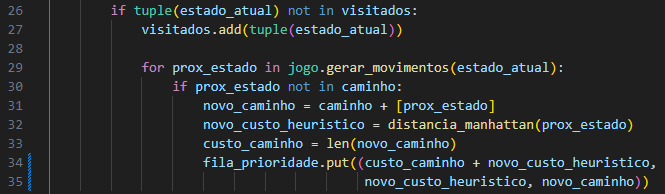 26 if tuple(estado_atual) not in visitados:
27 visitados.add(tuple(estado_atual))
28
29 for prox_estado in jogo.gerar_movimentos(estado_atual):
30 if prox_estado not in caminho:
31 novo_caminho = caminho + [prox_estado]
32 novo_custo_heuristico = distancia_manhattan(prox_estado)
33 custo_caminho = len(novo_caminho)
34 fila_prioridade.put((custo_caminho + novo_custo_heuristico,
35 novo_custo_heuristico, novo_caminho))